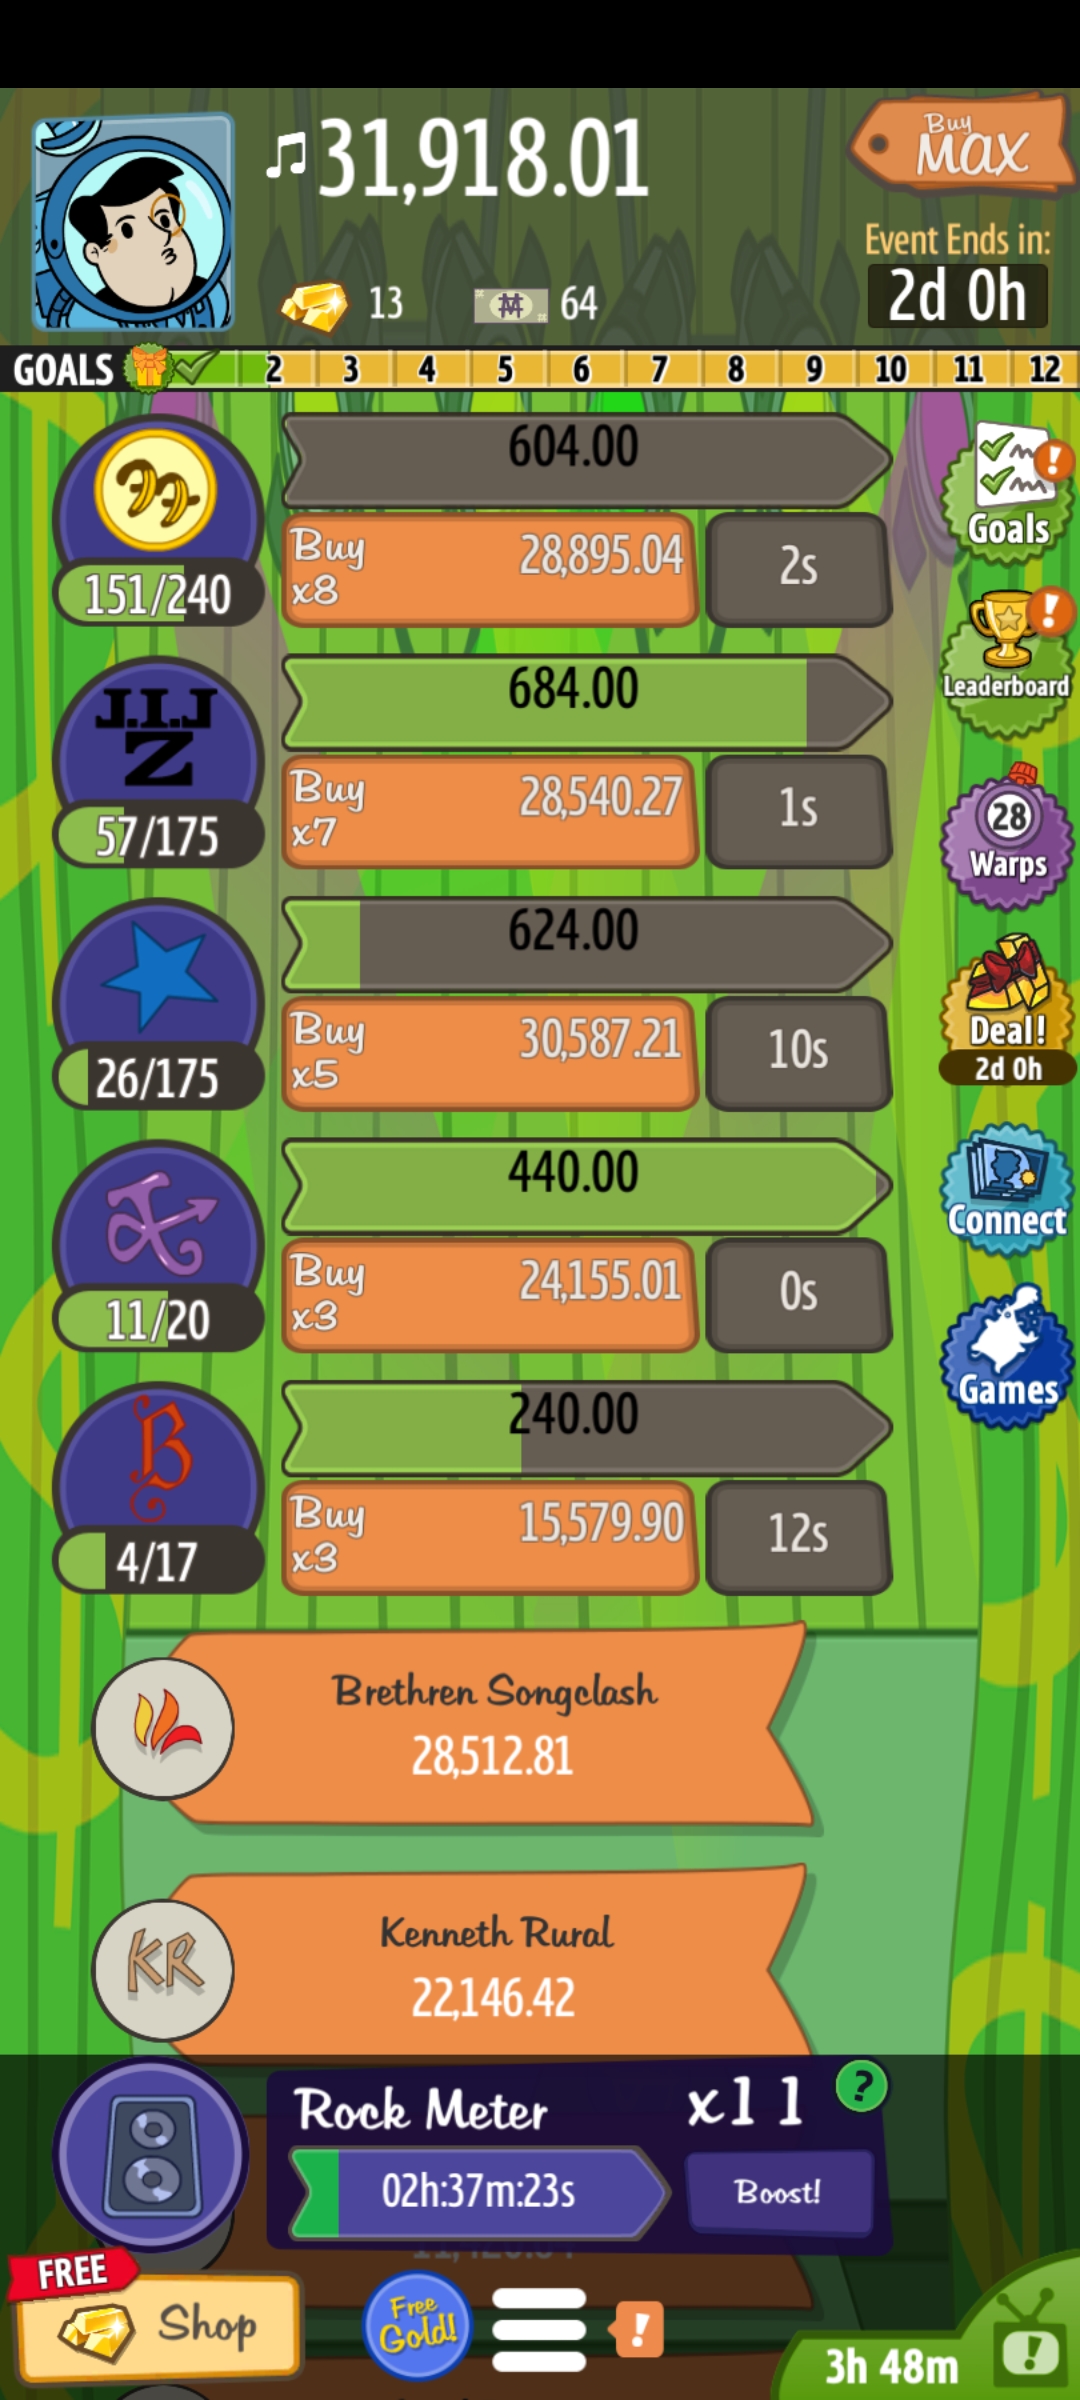 31,918.01
Buy
MAX
13
64
Event Ends in:
2d 0h
GOALS 2 3 4 5 6 7 8 9 10 11 12
604.00
151/240
Buy
x8
28,895.04
2s
Goals
J.I.J
Z
684.00
57/175
Buy
x7
28,540.27
1s
Leaderboard
28
Warps
624.00
26/175
Buy
x5
30,587.21
10s
Deal!
2d 0h
440.00
11/20
Buy
x3
24,155.01
0s
Connect
B
240.00
4/17
Buy
x3
15,579.90
12s
Games
Brethren Songclash
28,512.81
KR
Kenneth Rural
22,146.42
Rock Meter
x11
?
02h:37m:23s
Boost!
FREE
Shop
Free
Gold!
!
3h 48m
!